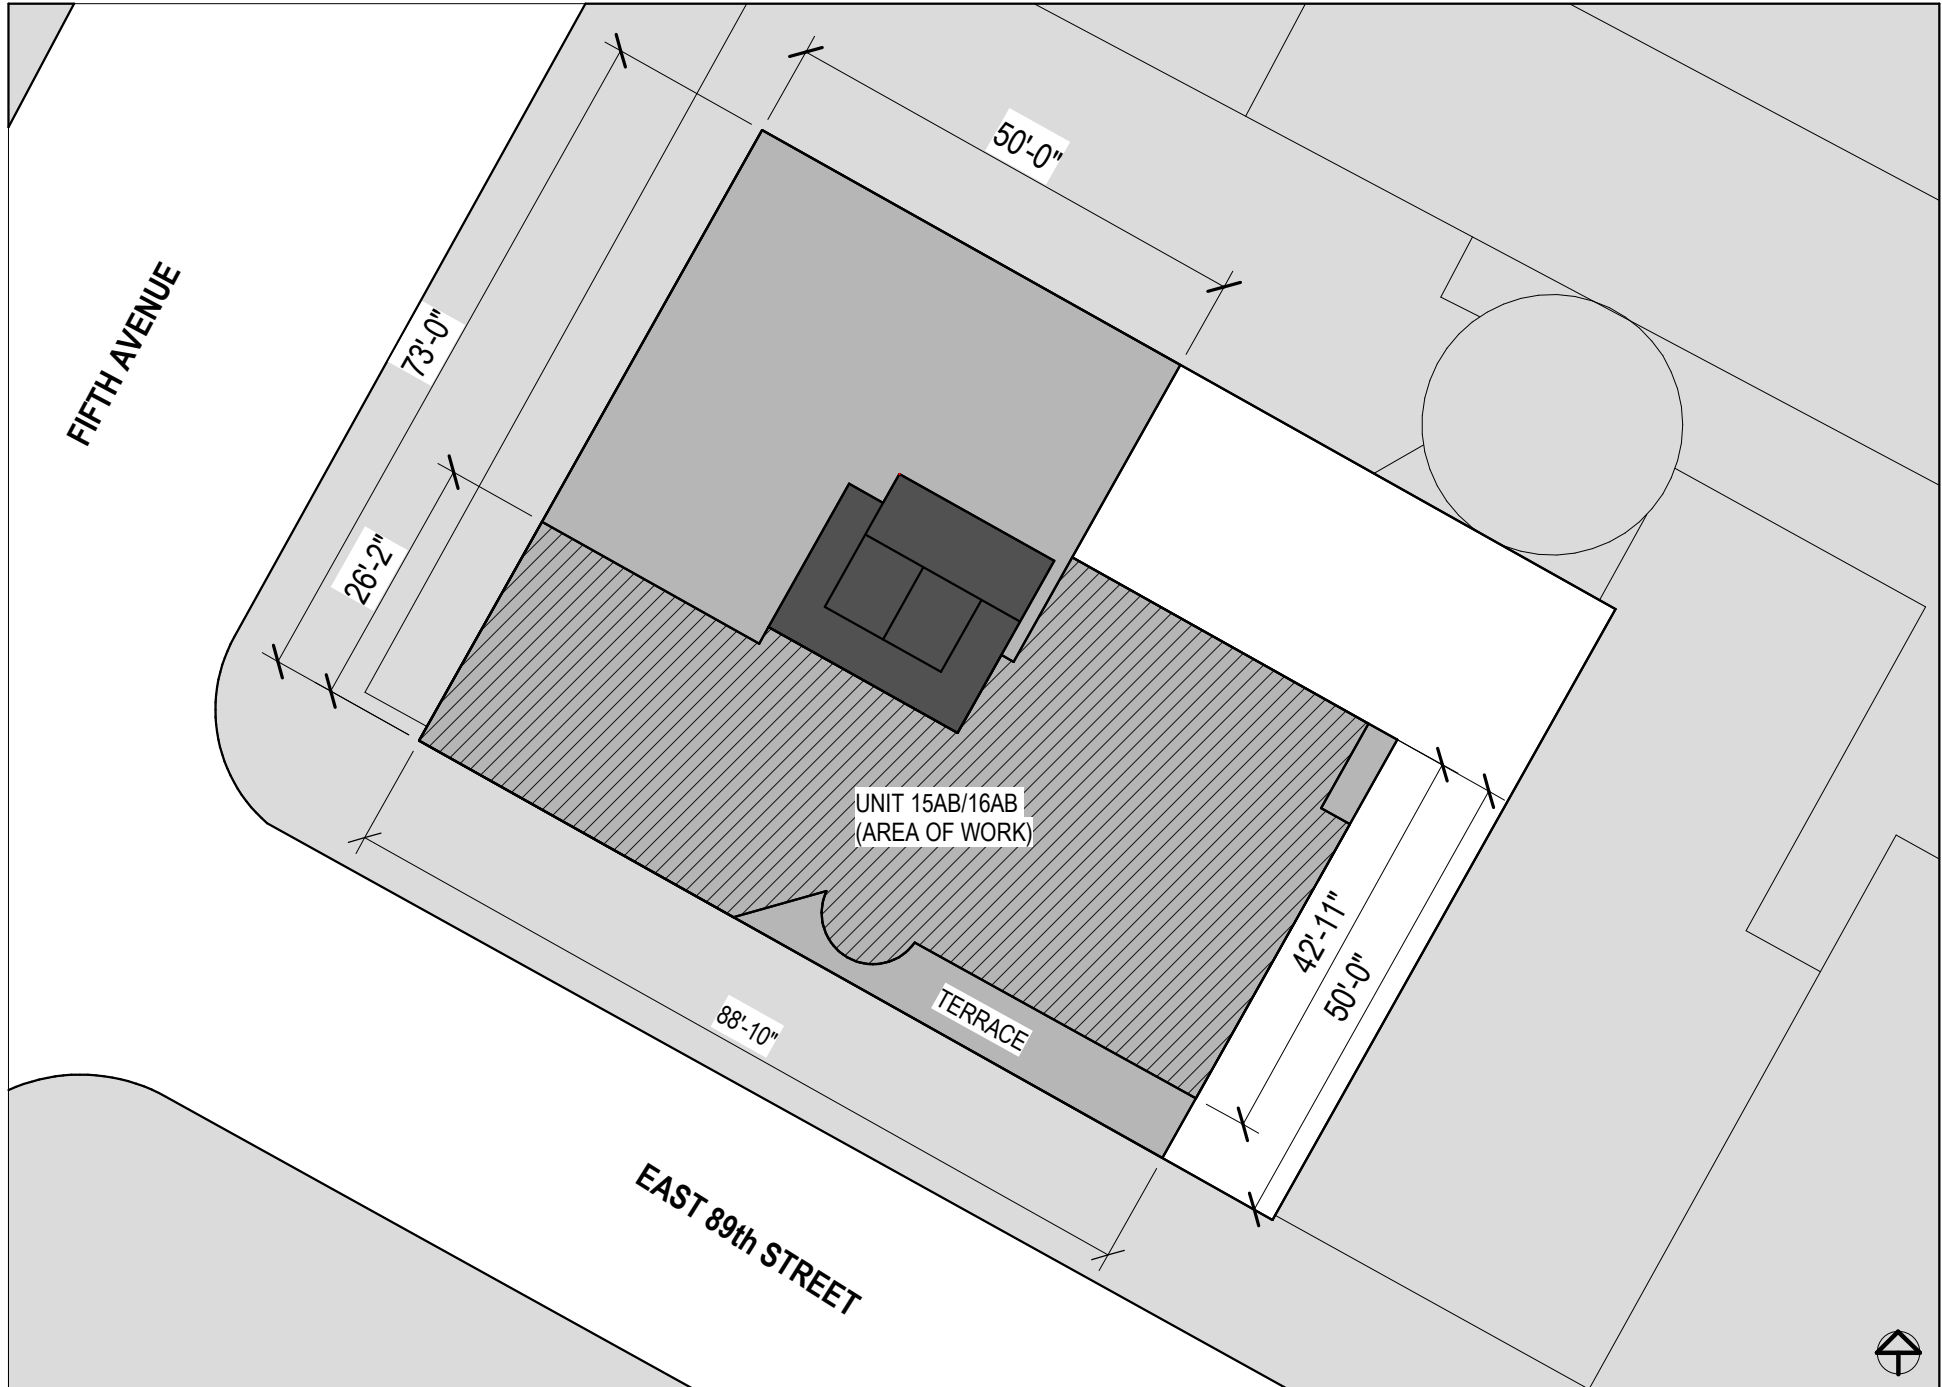 50'-0"
FIFTH AVENUE
73'-0"
26'-2"
UNIT 15AB/16AB
(AREA OF WORK)
42'-11"
50'-0"
TERRACE
88'-10"
EAST 89th STREET